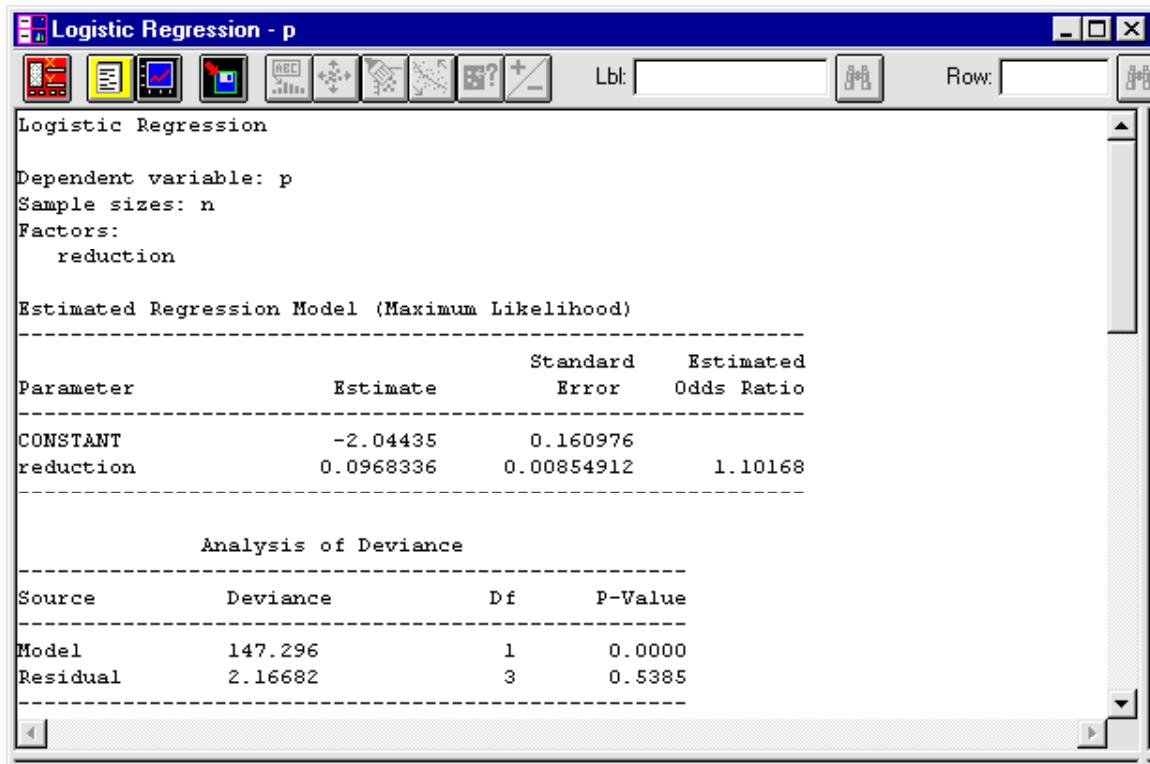 Logistic Regression - p
ABC
Lbl: Row:
Logistic Regression
Dependent variable: p
Sample sizes: n
Factors:
reduction
Estimated Regression Model (Maximum Likelihood)
----------------------------------------------------------------
Standard Estimated
Parameter Estimate Error Odds Ratio
----------------------------------------------------------------
CONSTANT -2.04435 0.160976
reduction 0.0968336 0.00854912 1.10168
----------------------------------------------------------------
Analysis of Deviance
----------------------------------------------------------------
Source Deviance Df P-Value
----------------------------------------------------------------
Model 147.296 1 0.0000
Residual 2.16682 3 0.5385
----------------------------------------------------------------